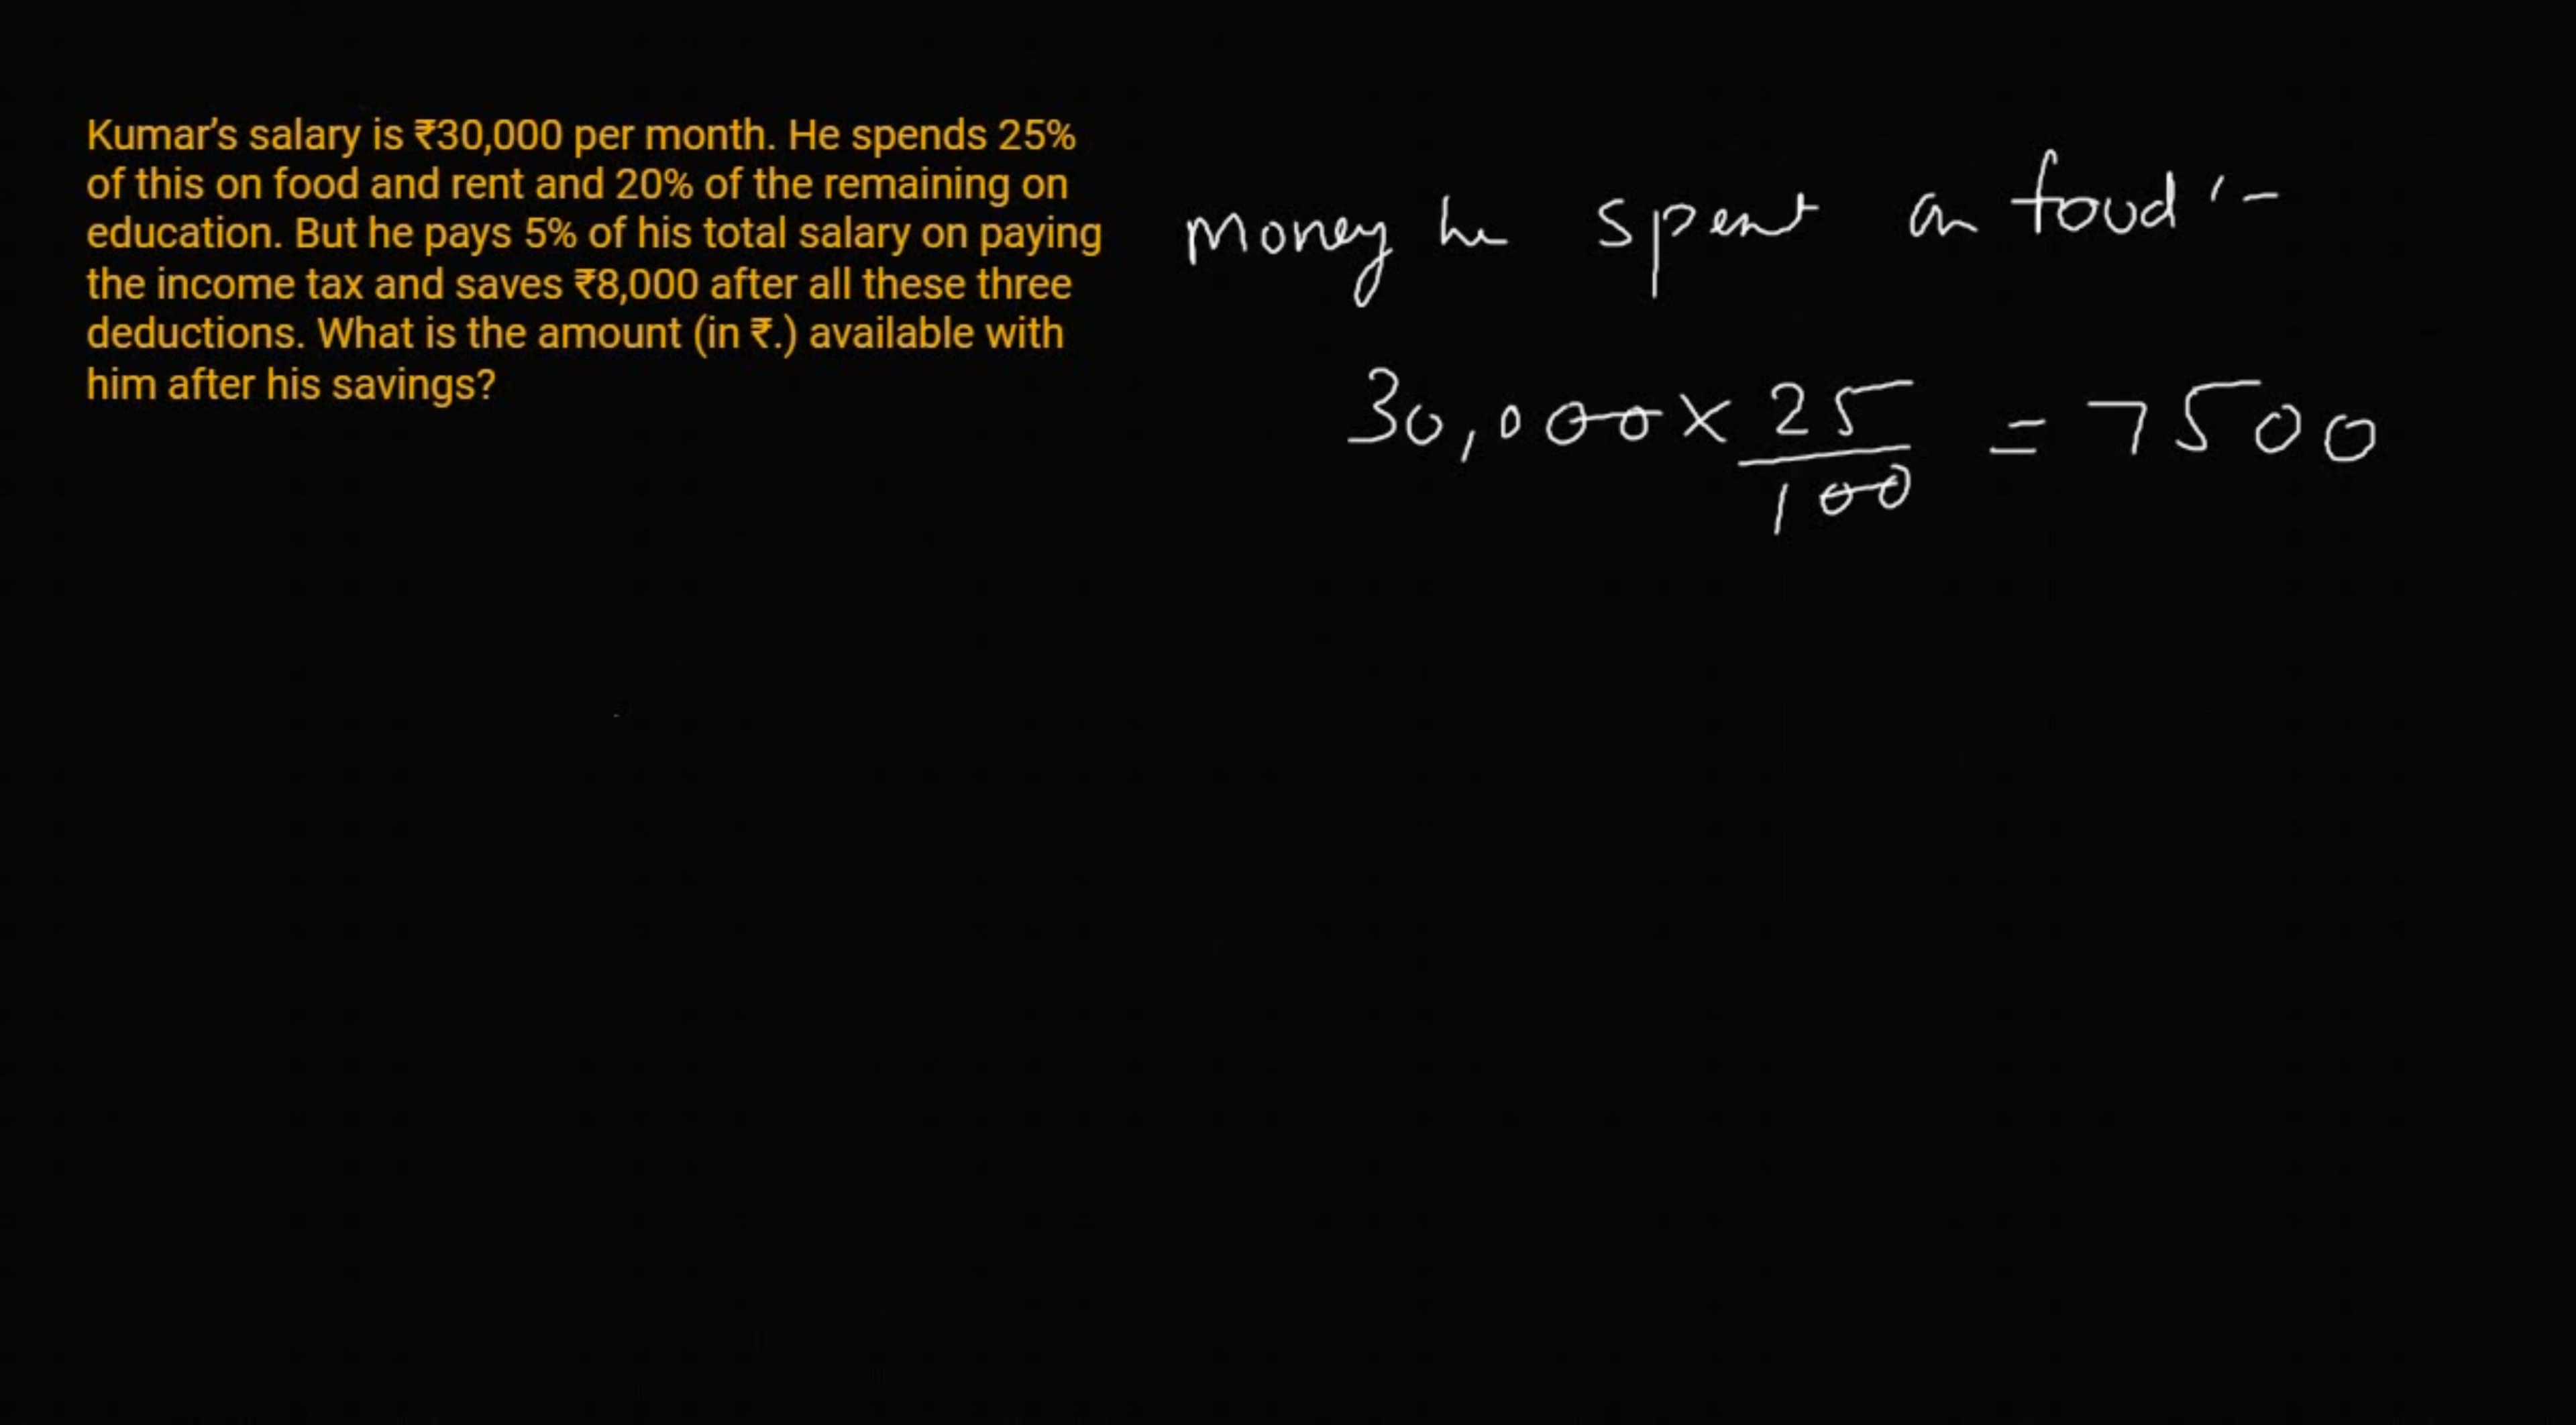 Kumar's salary is ₹30,000 per month. He spends 25%
of this on food and rent and 20% of the remaining on
education. But he pays 5% of his total salary on paying
the income tax and saves ₹8,000 after all these three
deductions. What is the amount (in ₹.) available with
him after his savings?
Money he spent on food :-
30,000 × 25/100 = 7500